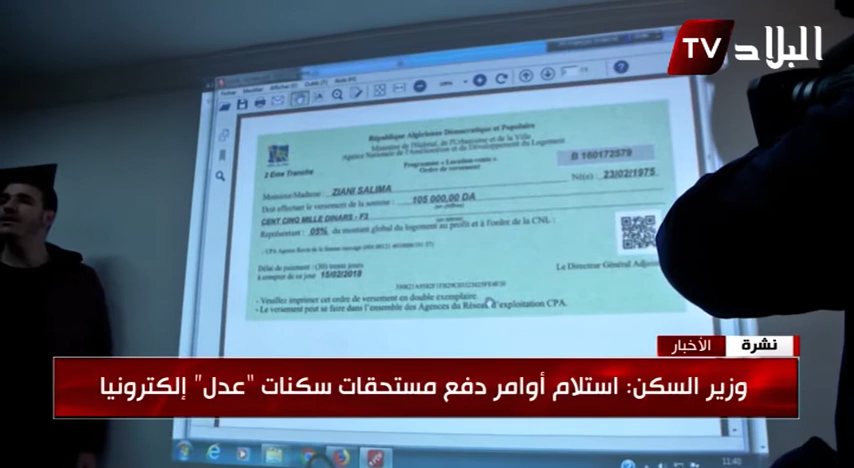 البلاد TV
République Algérienne Démocratique et Populaire
Ministère de l'Habitat, de l'Urbanisme et de la Ville
Agence Nationale de l'Amélioration et du Développement du Logement
Programme « Location-vente »
Ordre de versement
B 160172579
2 Eme Tranche
Monsieur/Madame : ZIANI SALIMA
Né(e): 23/02/1975
Doit effectuer le versement de la somme : 105 000,00 DA
CENT CINQ MILLE DINARS - F3
Représentant : 05% du montant global du logement au profit et à l'ordre de la CNL :
Délai de paiement : (30) trente jours
à compter de ce jour 15/02/2018
Le Directeur Général Adjoint
- Veuillez imprimer cet ordre de versement en double exemplaire.
- Le versement peut se faire dans l'ensemble des Agences du Réseau d'exploitation CPA.
نشرة الأخبار
وزير السكن: استلام أوامر دفع مستحقات سكنات "عدل" إلكترونيا
11:40